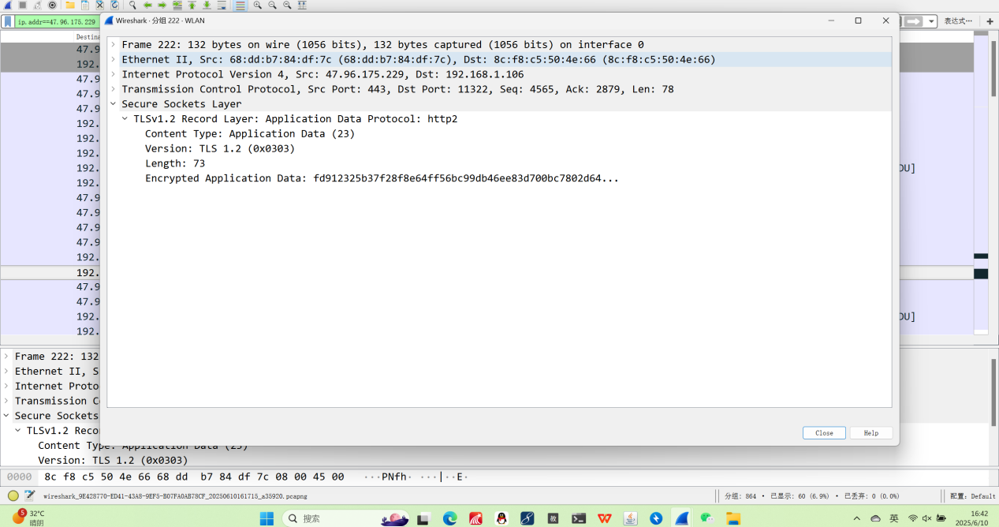 ip.addr==47.96.175.229
Wireshark · 分组 222 · WLAN
表达式…
Destina
47.9
192.
47.9
47.9
47.9
192.
192.
192.
192.
192.
47.9
47.9
47.9
47.9
192.
192.
47.9
47.9
192.
192.
DU]
DU]
Frame 222: 132 bytes on wire (1056 bits), 132 bytes captured (1056 bits) on interface 0
Ethernet II, Src: 68:dd:b7:84:df:7c (68:dd:b7:84:df:7c), Dst: 8c:f8:c5:50:4e:66 (8c:f8:c5:50:4e:66)
Internet Protocol Version 4, Src: 47.96.175.229, Dst: 192.168.1.106
Transmission Control Protocol, Src Port: 443, Dst Port: 11322, Seq: 4565, Ack: 2879, Len: 78
Secure Sockets Layer
TLSv1.2 Record Layer: Application Data Protocol: http2
Content Type: Application Data (23)
Version: TLS 1.2 (0x0303)
Length: 73
Encrypted Application Data: fd912325b37f28f8e64ff56bc99db46ee83d700bc7802d64...
Close
Help
Frame 222: 132
Ethernet II, S
Internet Proto
Transmission C
Secure Sockets
TLSv1.2 Reco
Content Type: Application Data (23)
Version: TLS 1.2 (0x0303)
0000 8c f8 c5 50 4e 66 68 dd b7 84 df 7c 08 00 45 00 ···PNfh· ···|··E·
wireshark_9E428770-ED41-43A8-9EF5-B07FA0AB78CF_20250610161715_a35920.pcapng
分组: 864 · 已显示: 60 (6.9%) · 已丢弃: 0 (0.0%)
配置: Default
5
32°C
晴朗
搜索
英
16:42
2025/6/10